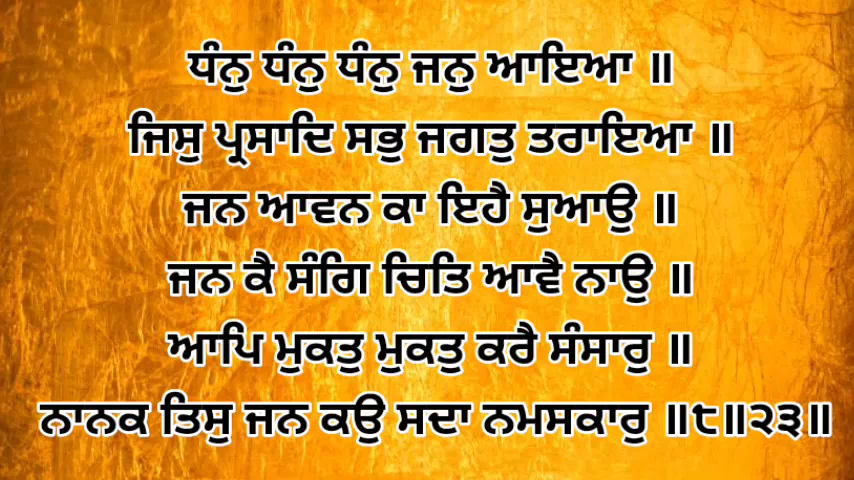 ਧੰਨੁ ਧੰਨੁ ਧੰਨੁ ਜਨੁ ਆਇਆ ॥
ਜਿਸੁ ਪ੍ਰਸਾਦਿ ਸਭੁ ਜਗਤੁ ਤਰਾਇਆ ॥
ਜਨ ਆਵਨ ਕਾ ਇਹੈ ਸੁਆਉ ॥
ਜਨ ਕੈ ਸੰਗਿ ਚਿਤਿ ਆਵੈ ਨਾਉ ॥
ਆਪਿ ਮੁਕਤੁ ਮੁਕਤੁ ਕਰੈ ਸੰਸਾਰੁ ॥
ਨਾਨਕ ਤਿਸੁ ਜਨ ਕਉ ਸਦਾ ਨਮਸਕਾਰੁ ॥੮॥੨੩॥